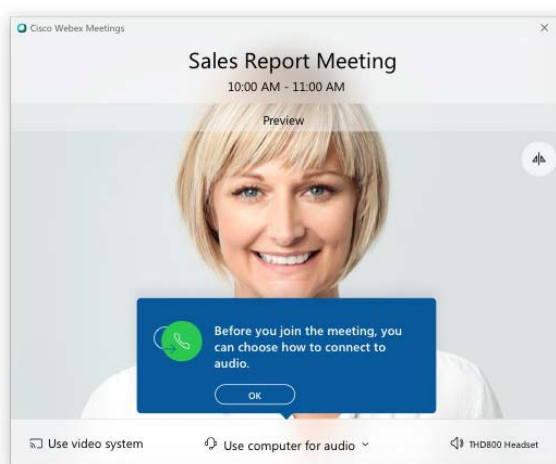 Cisco Webex Meetings
Sales Report Meeting
10:00 AM - 11:00 AM
Preview
Before you join the meeting, you
can choose how to connect to
audio.
OK
Use video system
Use computer for audio
THD800 Headset